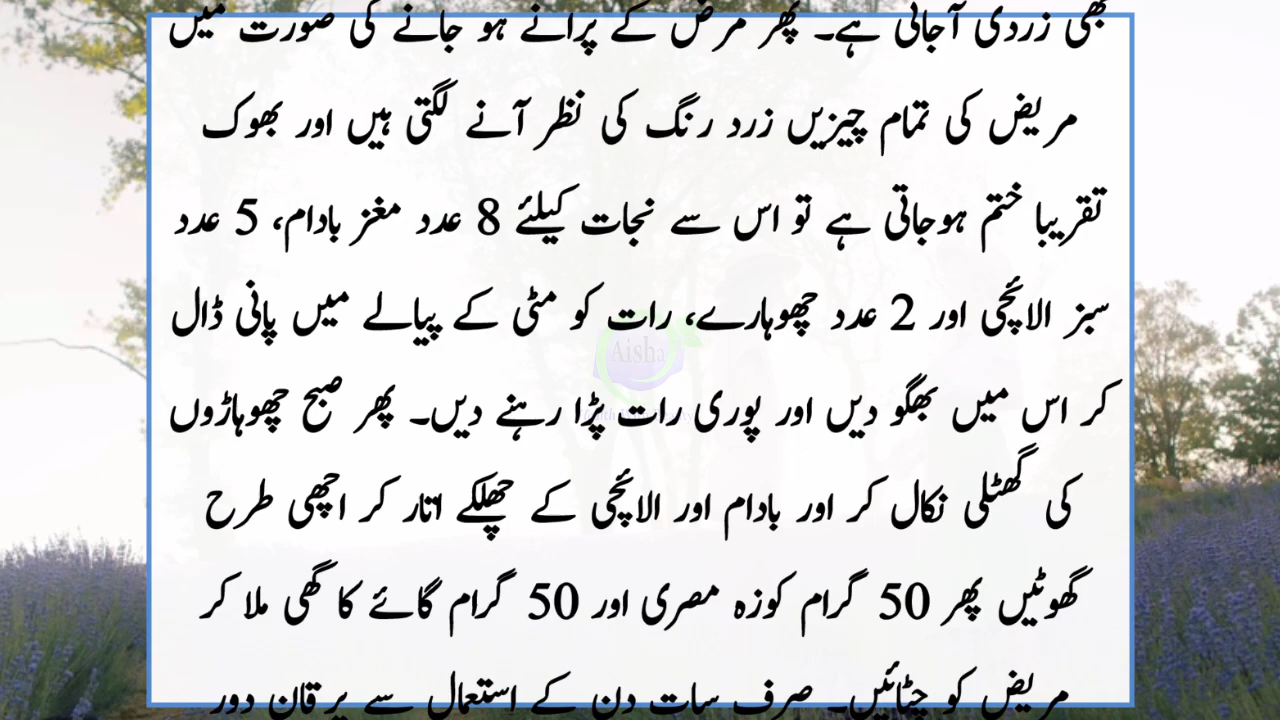 بھی زردی آجاتی ہے۔ پھر مرض کے پرانے ہو جانے کی صورت میں
مریض کی تمام چیزیں زرد رنگ کی نظر آنے لگتی ہیں اور بھوک
تقریبا ختم ہوجاتی ہے تو اس سے نجات کیلئے 8 عدد مغز بادام، 5 عدد
سبز الائچی اور 2 عدد چھوہارے، رات کو مٹی کے پیالے میں پانی ڈال
کر اس میں بھگو دیں اور پوری رات پڑا رہنے دیں۔ پھر صبح چھوہاڑوں
کی گھٹلی نکال کر اور بادام اور الائچی کے چھلکے اتار کر اچھی طرح
گھوٹیں پھر 50 گرام کوزہ مصری اور 50 گرام گائے کا گھی ملا کر
مریض کو چٹائیں۔ صرف سات دن کے استعمال سے یرقان دور
Aisha